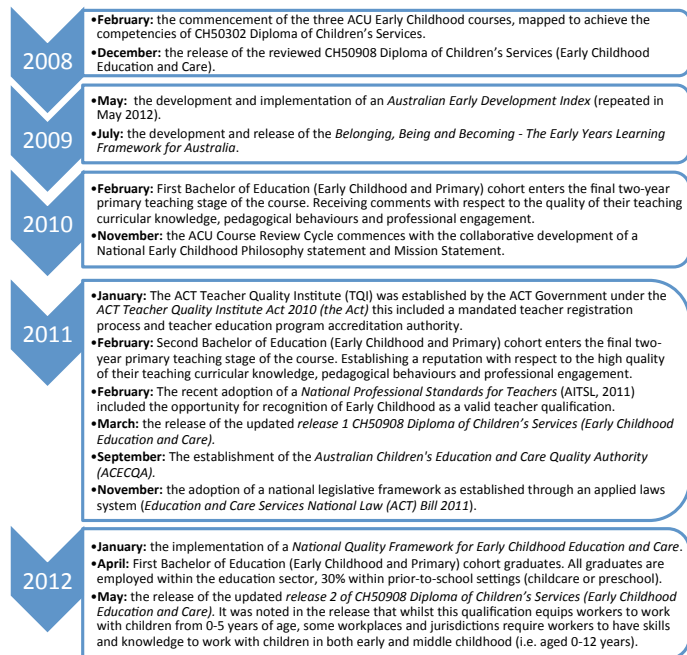 2008
•February: the commencement of the three ACU Early Childhood courses, mapped to achieve the
competencies of CH50302 Diploma of Children's Services.
•December: the release of the reviewed CH50908 Diploma of Children's Services (Early Childhood
Education and Care).
2009
•May: the development and implementation of an Australian Early Development Index (repeated in
May 2012).
•July: the development and release of the Belonging, Being and Becoming - The Early Years Learning
Framework for Australia.
2010
•February: First Bachelor of Education (Early Childhood and Primary) cohort enters the final two-year
primary teaching stage of the course. Receiving comments with respect to the quality of their teaching
curricular knowledge, pedagogical behaviours and professional engagement.
•November: the ACU Course Review Cycle commences with the collaborative development of a
National Early Childhood Philosophy statement and Mission Statement.
2011
•January: The ACT Teacher Quality Institute (TQI) was established by the ACT Government under the
ACT Teacher Quality Institute Act 2010 (the Act) this included a mandated teacher registration
process and teacher education program accreditation authority.
•February: Second Bachelor of Education (Early Childhood and Primary) cohort enters the final two-
year primary teaching stage of the course. Establishing a reputation with respect to the high quality
of their teaching curricular knowledge, pedagogical behaviours and professional engagement.
•February: The recent adoption of a National Professional Standards for Teachers (AITSL, 2011)
included the opportunity for recognition of Early Childhood as a valid teacher qualification.
•March: the release of the updated release 1 CH50908 Diploma of Children's Services (Early Childhood
Education and Care).
•September: The establishment of the Australian Children's Education and Care Quality Authority
(ACECQA).
•November: the adoption of a national legislative framework as established through an applied laws
system (Education and Care Services National Law (ACT) Bill 2011).
2012
•January: the implementation of a National Quality Framework for Early Childhood Education and Care.
•April: First Bachelor of Education (Early Childhood and Primary) cohort graduates. All graduates are
employed within the education sector, 30% within prior-to-school settings (childcare or preschool).
•May: the release of the updated release 2 of CH50908 Diploma of Children's Services (Early Childhood
Education and Care). It was noted in the release that whilst this qualification equips workers to work
with children from 0-5 years of age, some workplaces and jurisdictions require workers to have skills
and knowledge to work with children in both early and middle childhood (i.e. aged 0-12 years).